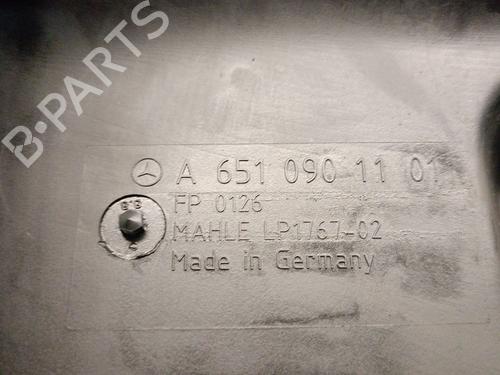 B-PARTS
A 651 090 11 01
FP 0126
MAHLE LP1767-02
Made in Germany